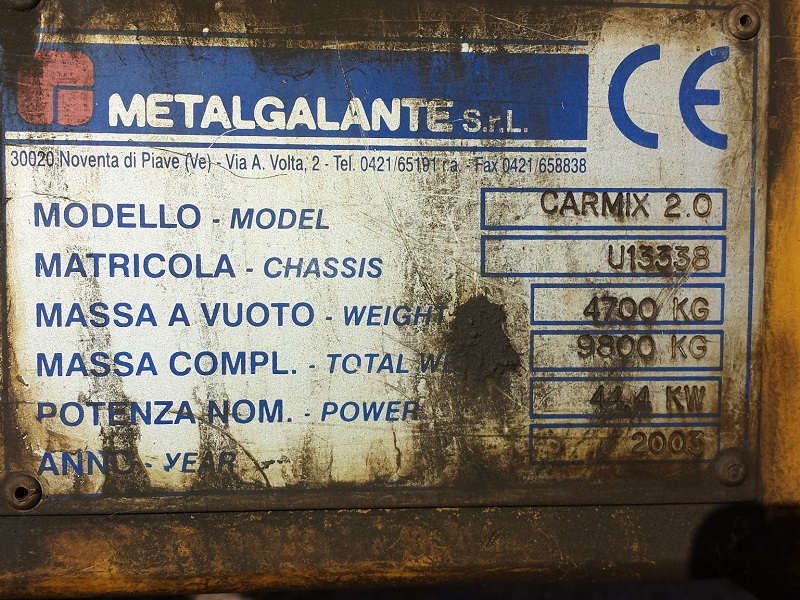 METALGALANTE S.r.L.
CE
30020 Noventa di Piave (Ve) - Via A. Volta, 2 - Tel. 0421/65191 r.a. - Fax 0421/658838
MODELLO - MODEL CARMIX 2.0
MATRICOLA - CHASSIS U13338
MASSA A VUOTO - WEIGHT 4700 KG
MASSA COMPL. - TOTAL 9800 KG
POTENZA NOM. - POWER 44,4 KW
ANNO - YEAR 2003